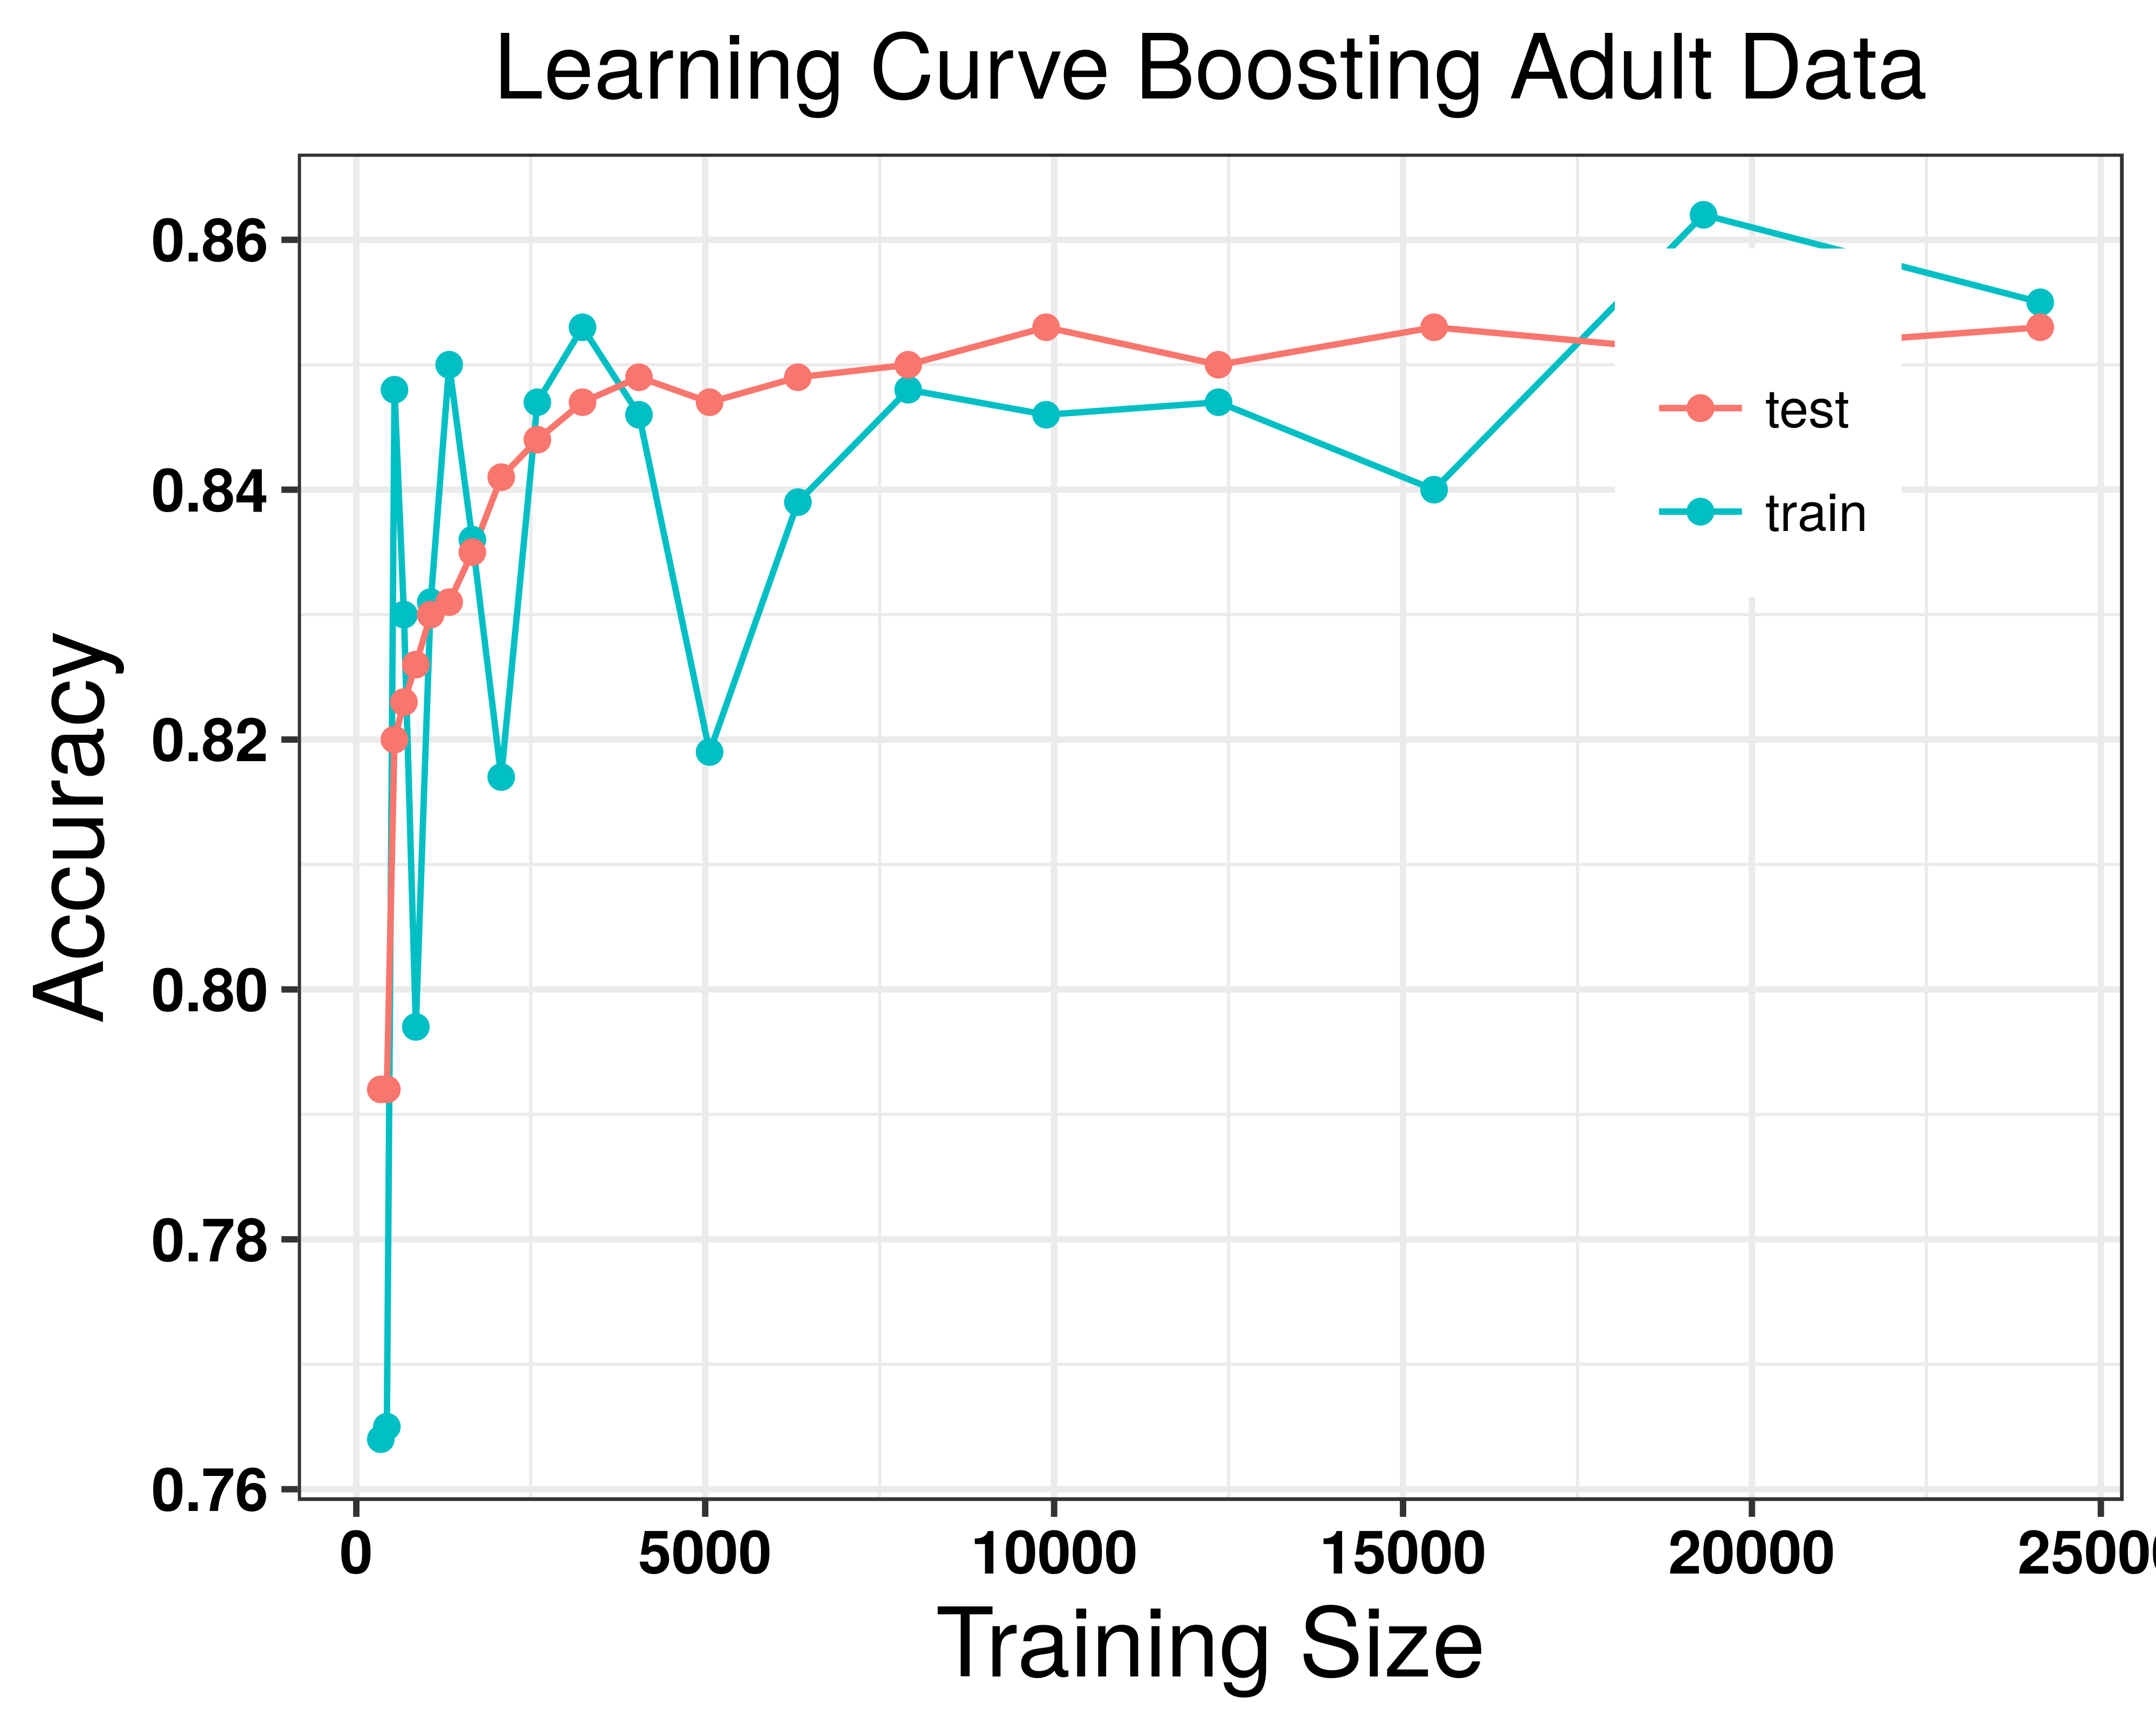 Learning Curve Boosting Adult Data
Accuracy
0.86
0.84
0.82
0.80
0.78
0.76
test
train
0 5000 10000 15000 20000 2500
Training Size